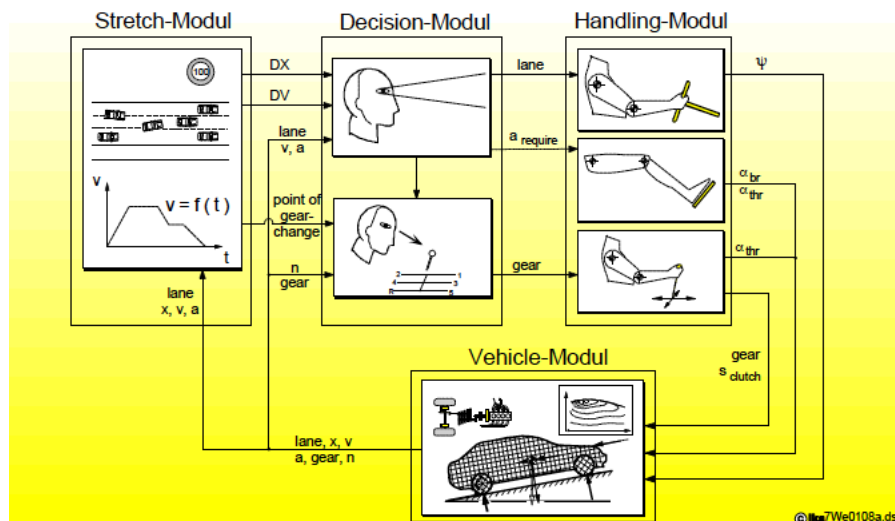 Stretch-Modul
Decision-Modul
Handling-Modul
100
DX
DV
lane
v, a
lane
a require
ψ
α br
α thr
v
v = f ( t )
t
point of
gear-
change
n
gear
2 1
4 3
R 5
gear
α thr
lane
x, v, a
gear
s clutch
Vehicle-Modul
lane, x, v
a, gear, n
7We0108a.ds